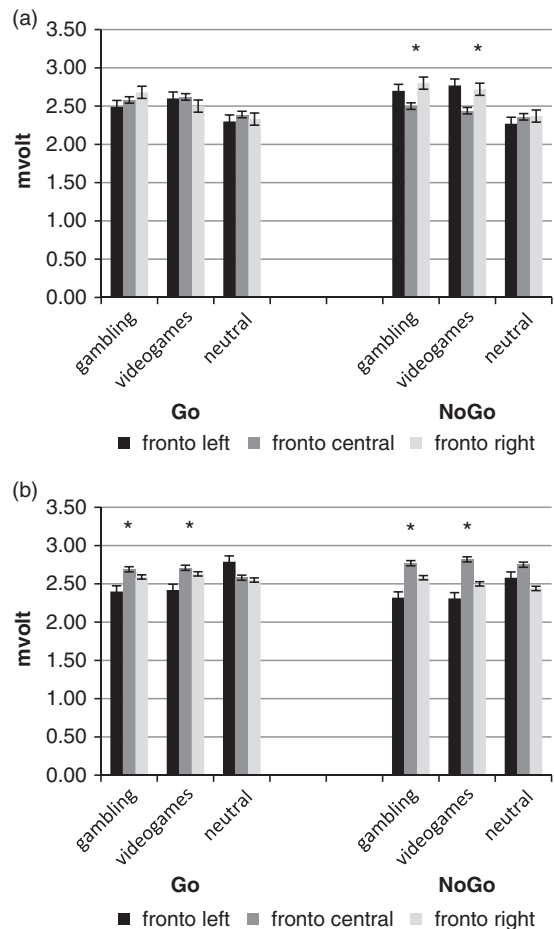 (a)
3.50
3.00
2.50
2.00
1.50
1.00
0.50
0.00
mvolt
* *
gambling videogames neutral gambling videogames neutral
Go NoGo
fronto left fronto central fronto right
(b)
3.50
3.00
2.50
2.00
1.50
1.00
0.50
0.00
mvolt
* * * *
gambling videogames neutral gambling videogames neutral
Go NoGo
fronto left fronto central fronto right